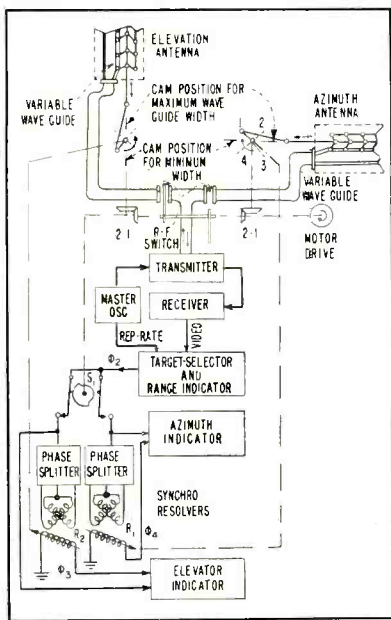 ELEVATION
ANTENNA
CAM POSITION FOR
MAXIMUM WAVE
GUIDE WIDTH
VARIABLE
WAVE GUIDE
AZIMUTH
ANTENNA
2
CAM POSITION
FOR MINIMUM
WIDTH
4
3
VARIABLE
WAVE GUIDE
2:1
R-F
SWITCH
2:1
MOTOR
DRIVE
TRANSMITTER
MASTER
OSC
RECEIVER
REP-RATE
VIDEO
Φ2
TARGET-SELECTOR
AND
RANGE INDICATOR
S1
AZIMUTH
INDICATOR
PHASE
SPLITTER
PHASE
SPLITTER
SYNCHRO
RESOLVERS
R2
R1
Φ4
Φ3
ELEVATOR
INDICATOR